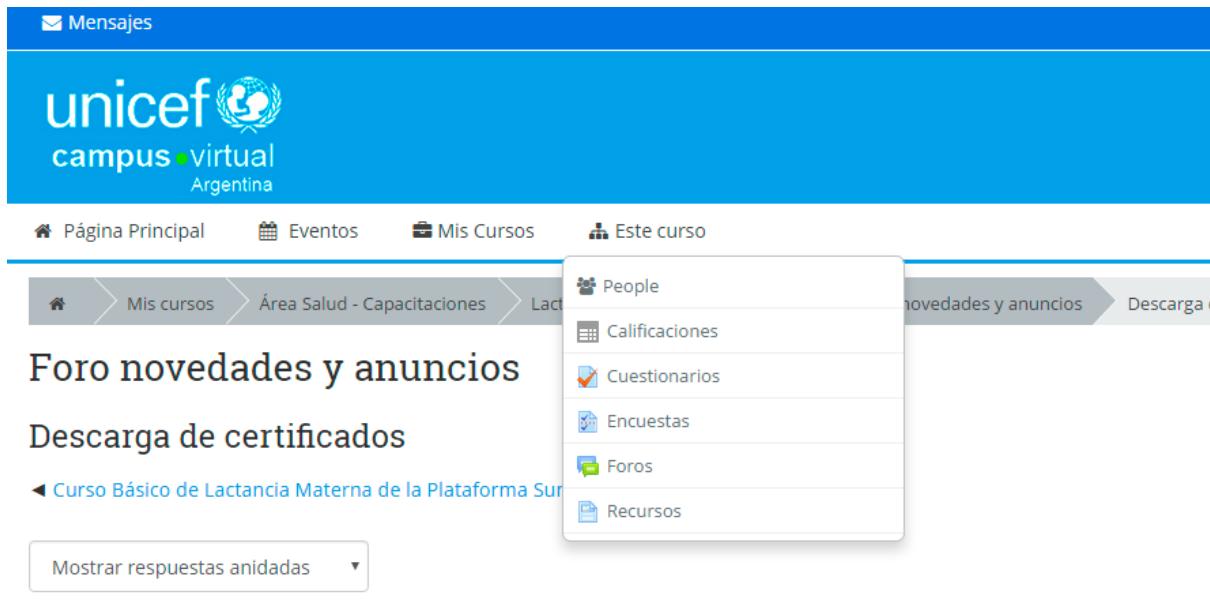 Mensajes
unicef
campus virtual
Argentina
Página Principal Eventos Mis Cursos Este curso
People
Calificaciones
Cuestionarios
Encuestas
Foros
Recursos
Mis cursos Área Salud - Capacitaciones novedades y anuncios Descarga
Foro novedades y anuncios
Descarga de certificados
Curso Básico de Lactancia Materna de la Plataforma
Mostrar respuestas anidadas